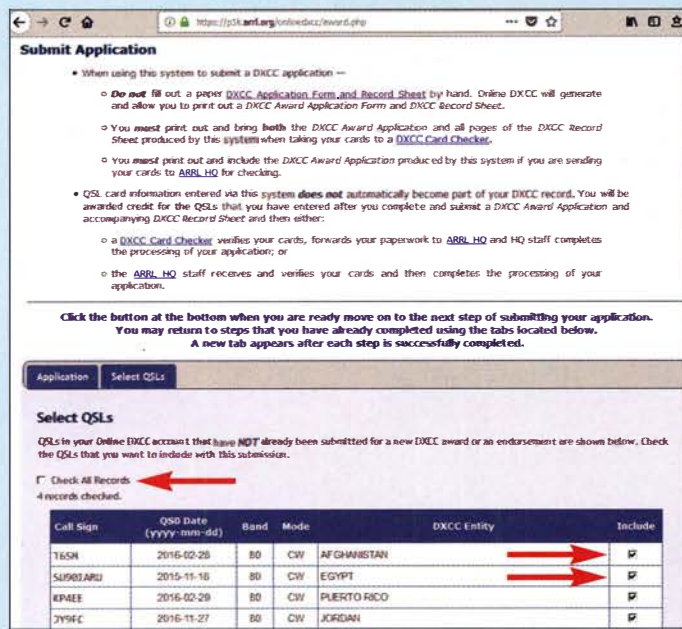 https://p1k.arrl.org/onlinedxcc/award.php
Submit Application
• When using this system to submit a DXCC application —
Do not fill out a paper DXCC Application Form and Record Sheet by hand. Online DXCC will generate
and allow you to print out a DXCC Award Application Form and DXCC Record Sheet.
You must print out and bring both the DXCC Award Application and all pages of the DXCC Record
Sheet produced by this system when taking your cards to a DXCC Card Checker.
You must print out and include the DXCC Award Application produced by this system if you are sending
your cards to ARRL HQ for checking.
• QSL card information entered via this system does not automatically become part of your DXCC record. You will be
awarded credit for the QSLs that you have entered after you complete and submit a DXCC Award Application and
accompanying DXCC Record Sheet and then either:
a DXCC Card Checker verifies your cards, forwards your paperwork to ARRL HQ and HQ staff completes
the processing of your application; or
the ARRL HQ staff receives and verifies your cards and then completes the processing of your
application.
Click the button at the bottom when you are ready move on to the next step of submitting your application.
You may return to steps that you have already completed using the tabs located below.
A new tab appears after each step is successfully completed.
Application Select QSLs
Select QSLs
QSLs in your Online DXCC account that have NOT already been submitted for a new DXCC award or an endorsement are shown below. Check
the QSLs that you want to include with this submission.
Check All Records
4 records checked.
Call Sign QSO Date (yyyy-mm-dd) Band Mode DXCC Entity Include
T6SM 2016-02-28 80 CW AFGHANISTAN
SU90IARU 2015-11-16 80 CW EGYPT
KP4EE 2016-02-29 80 CW PUERTO RICO
JY9FC 2016-11-27 80 CW JORDAN